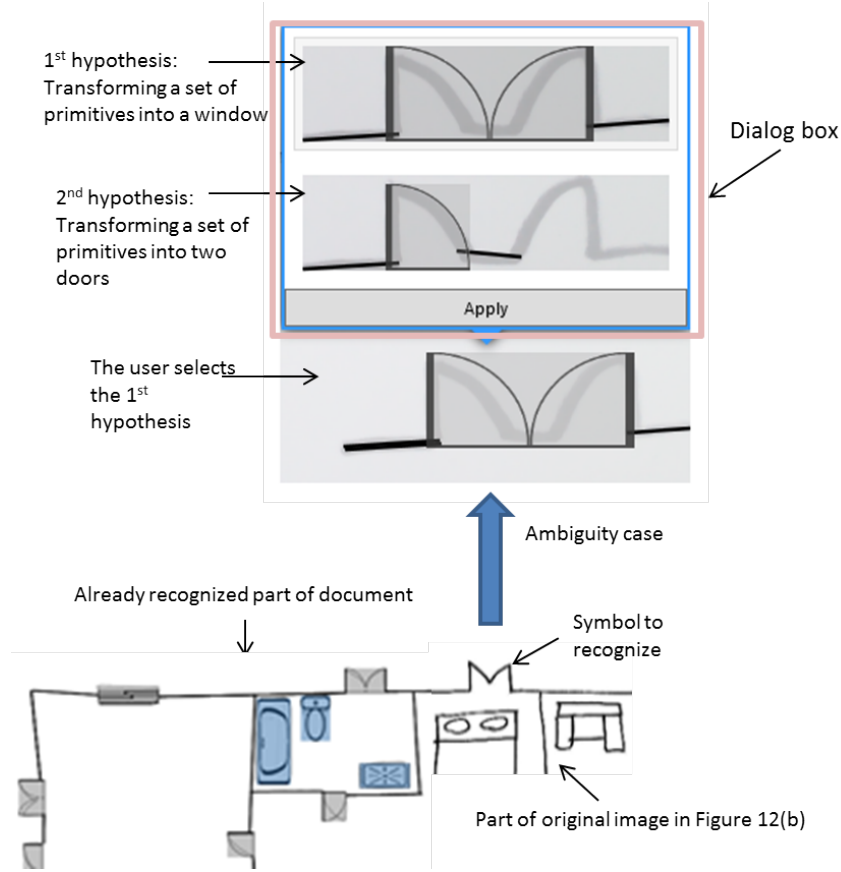 1st hypothesis:
Transforming a set of
primitives into a window
Dialog box
2nd hypothesis:
Transforming a set of
primitives into two
doors
Apply
The user selects
the 1st
hypothesis
Ambiguity case
Already recognized part of document
Symbol to
recognize
Part of original image in Figure 12(b)